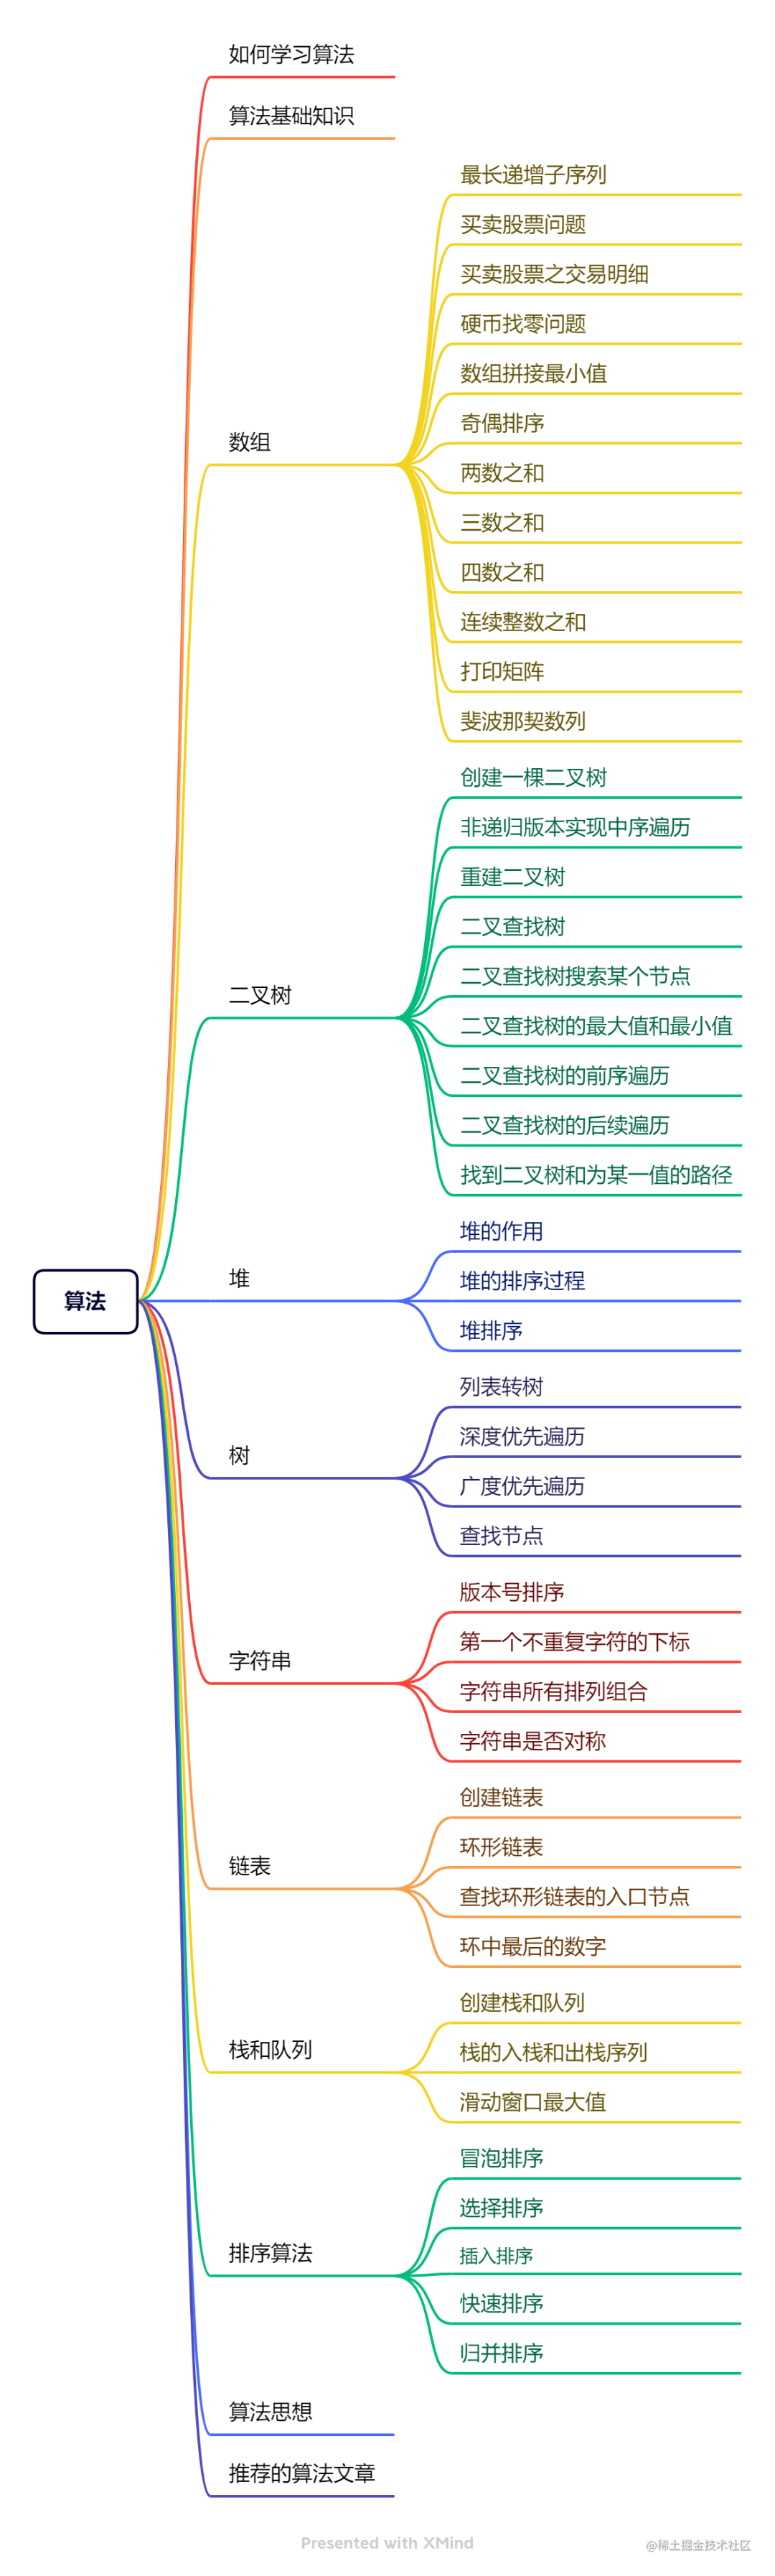 如何学习算法
算法基础知识
最长递增子序列
买卖股票问题
买卖股票之交易明细
硬币找零问题
数组拼接最小值
奇偶排序
数组
两数之和
三数之和
四数之和
连续整数之和
打印矩阵
斐波那契数列
创建一棵二叉树
非递归版本实现中序遍历
重建二叉树
二叉查找树
二叉查找树搜索某个节点
二叉树
二叉查找树的最大值和最小值
二叉查找树的前序遍历
二叉查找树的后续遍历
找到二叉树和为某一值的路径
堆的作用
堆
堆的排序过程
算法
堆排序
列表转树
深度优先遍历
树
广度优先遍历
查找节点
版本号排序
第一个不重复字符的下标
字符串
字符串所有排列组合
字符串是否对称
创建链表
环形链表
链表
查找环形链表的入口节点
环中最后的数字
创建栈和队列
栈和队列
栈的入栈和出栈序列
滑动窗口最大值
冒泡排序
选择排序
排序算法
插入排序
快速排序
归并排序
算法思想
推荐的算法文章
Presented with XMind
@稀土掘金技术社区